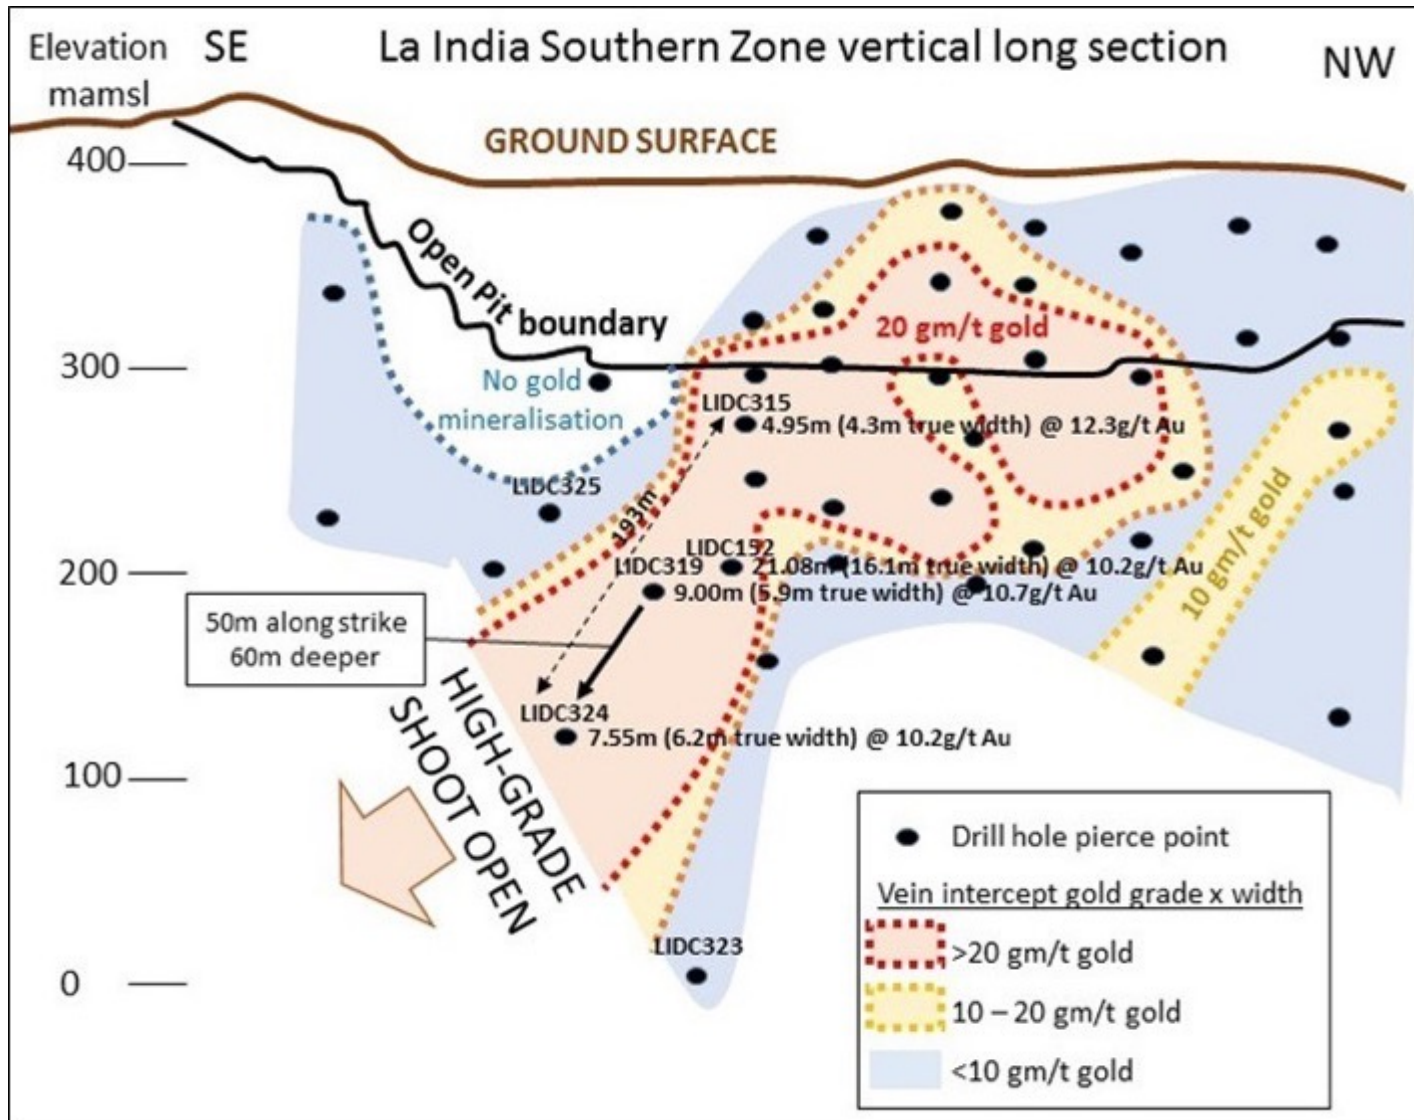 Elevation
mamsl
SE
La India Southern Zone vertical long section
NW
GROUND SURFACE
400
Open Pit boundary
20 gm/t gold
300
No gold
mineralisation
LIDC315
4.95m (4.3m true width) @ 12.3g/t Au
LIDC325
193m
10 gm/t gold
LIDC152
200
LIDC319
21.08m (16.1m true width) @ 10.2g/t Au
9.00m (5.9m true width) @ 10.7g/t Au
50m along strike
60m deeper
HIGH-GRADE
SHOOT OPEN
LIDC324
7.55m (6.2m true width) @ 10.2g/t Au
100
Drill hole pierce point
Vein intercept gold grade x width
>20 gm/t gold
10 – 20 gm/t gold
<10 gm/t gold
LIDC323
0